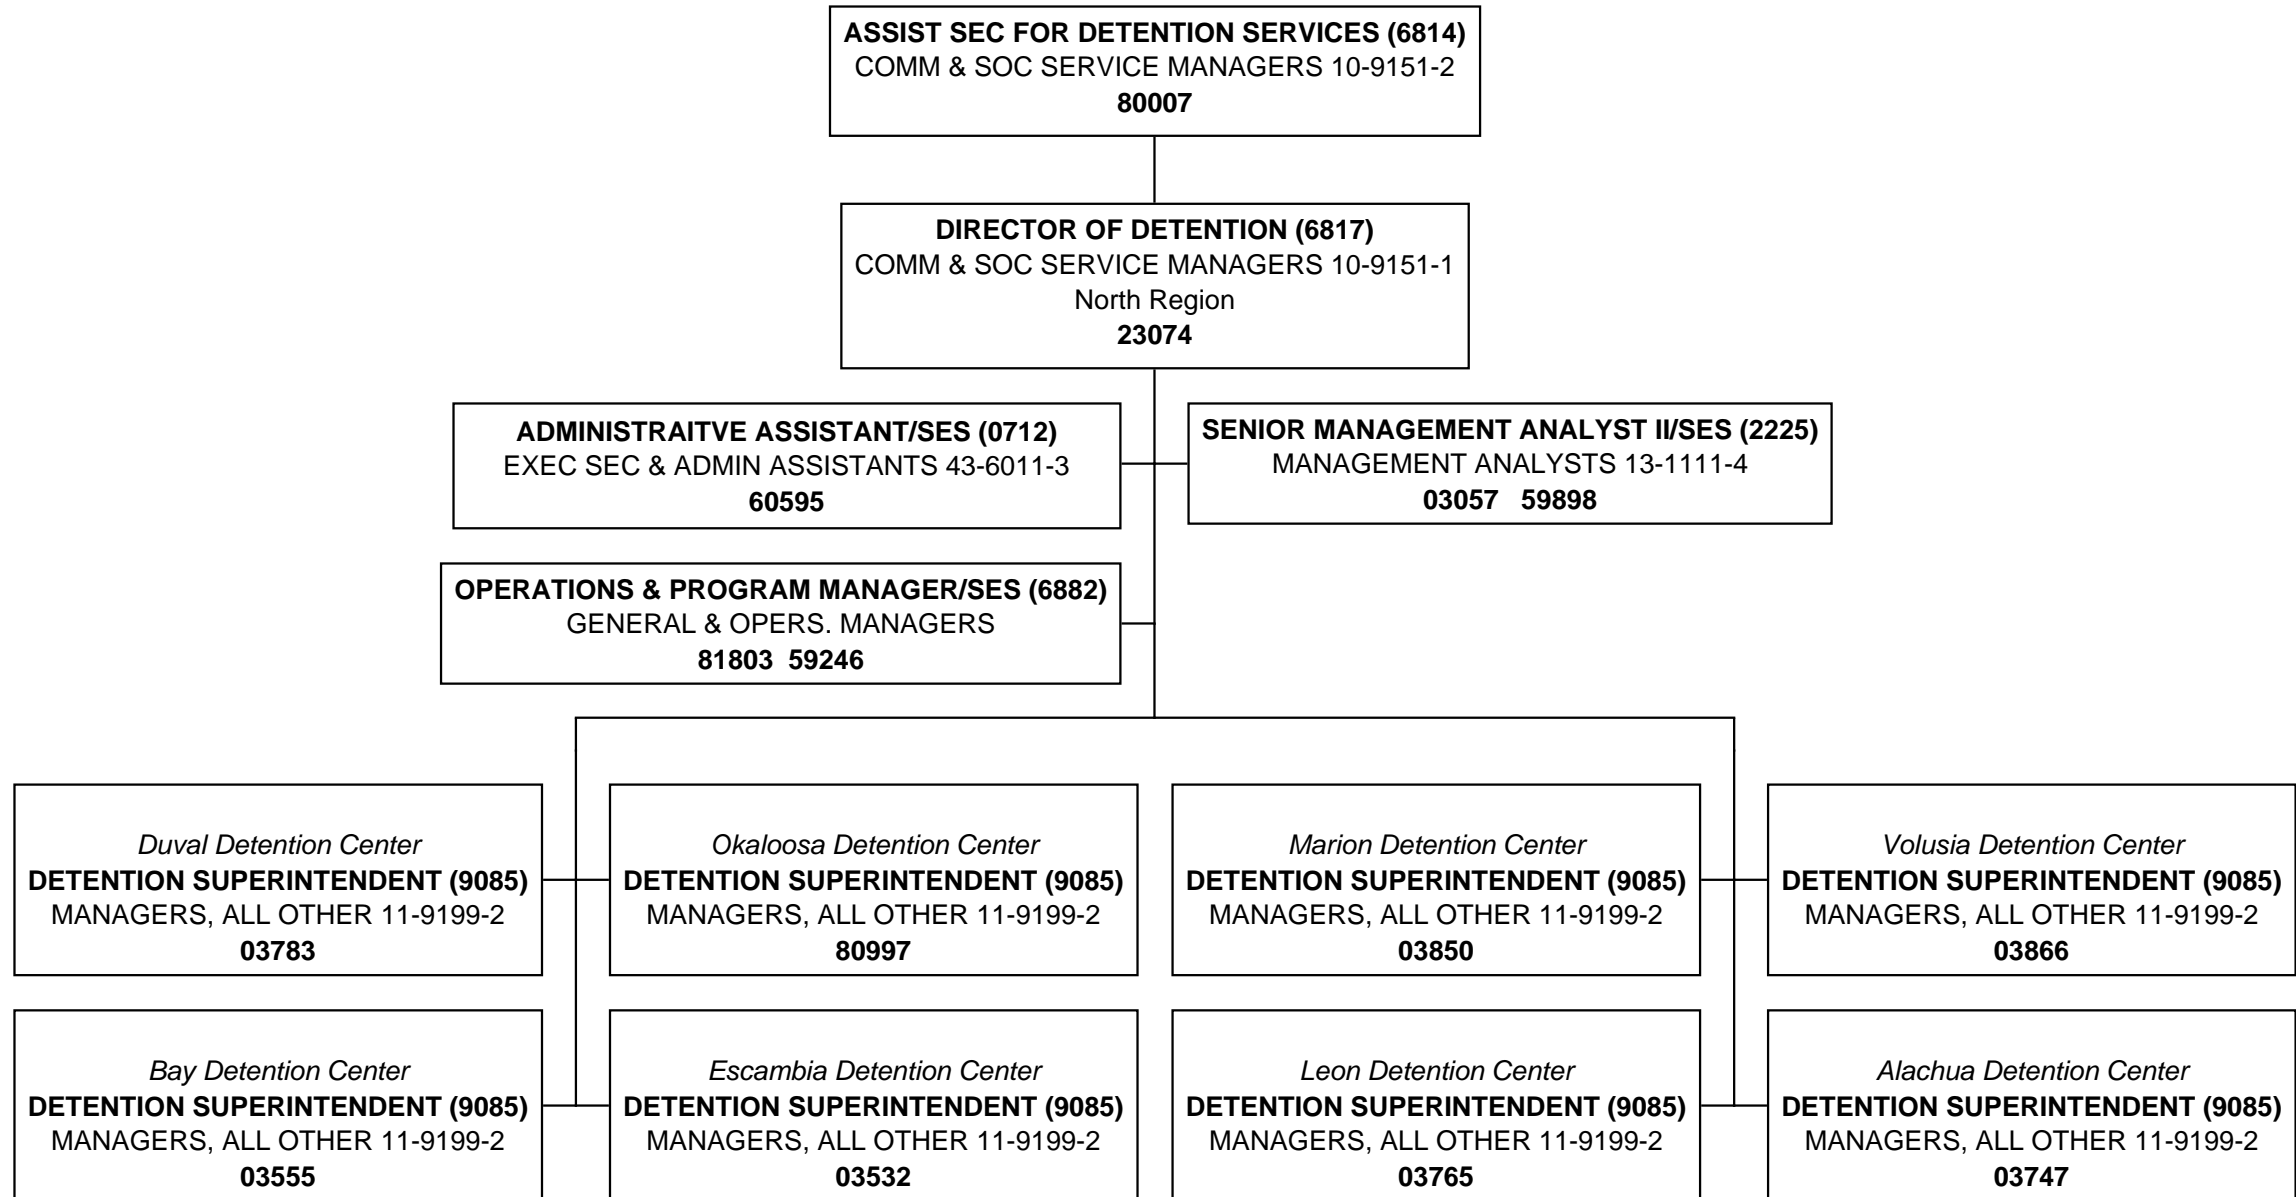 ASSIST SEC FOR DETENTION SERVICES (6814)
COMM & SOC SERVICE MANAGERS 10-9151-2
80007
DIRECTOR OF DETENTION (6817)
COMM & SOC SERVICE MANAGERS 10-9151-1
North Region
23074
ADMINISTRAITVE ASSISTANT/SES (0712)
EXEC SEC & ADMIN ASSISTANTS 43-6011-3
60595
SENIOR MANAGEMENT ANALYST II/SES (2225)
MANAGEMENT ANALYSTS 13-1111-4
03057 59898
OPERATIONS & PROGRAM MANAGER/SES (6882)
GENERAL & OPERS. MANAGERS
81803 59246
Duval Detention Center
DETENTION SUPERINTENDENT (9085)
MANAGERS, ALL OTHER 11-9199-2
03783
Okaloosa Detention Center
DETENTION SUPERINTENDENT (9085)
MANAGERS, ALL OTHER 11-9199-2
80997
Marion Detention Center
DETENTION SUPERINTENDENT (9085)
MANAGERS, ALL OTHER 11-9199-2
03850
Volusia Detention Center
DETENTION SUPERINTENDENT (9085)
MANAGERS, ALL OTHER 11-9199-2
03866
Bay Detention Center
DETENTION SUPERINTENDENT (9085)
MANAGERS, ALL OTHER 11-9199-2
03555
Escambia Detention Center
DETENTION SUPERINTENDENT (9085)
MANAGERS, ALL OTHER 11-9199-2
03532
Leon Detention Center
DETENTION SUPERINTENDENT (9085)
MANAGERS, ALL OTHER 11-9199-2
03765
Alachua Detention Center
DETENTION SUPERINTENDENT (9085)
MANAGERS, ALL OTHER 11-9199-2
03747